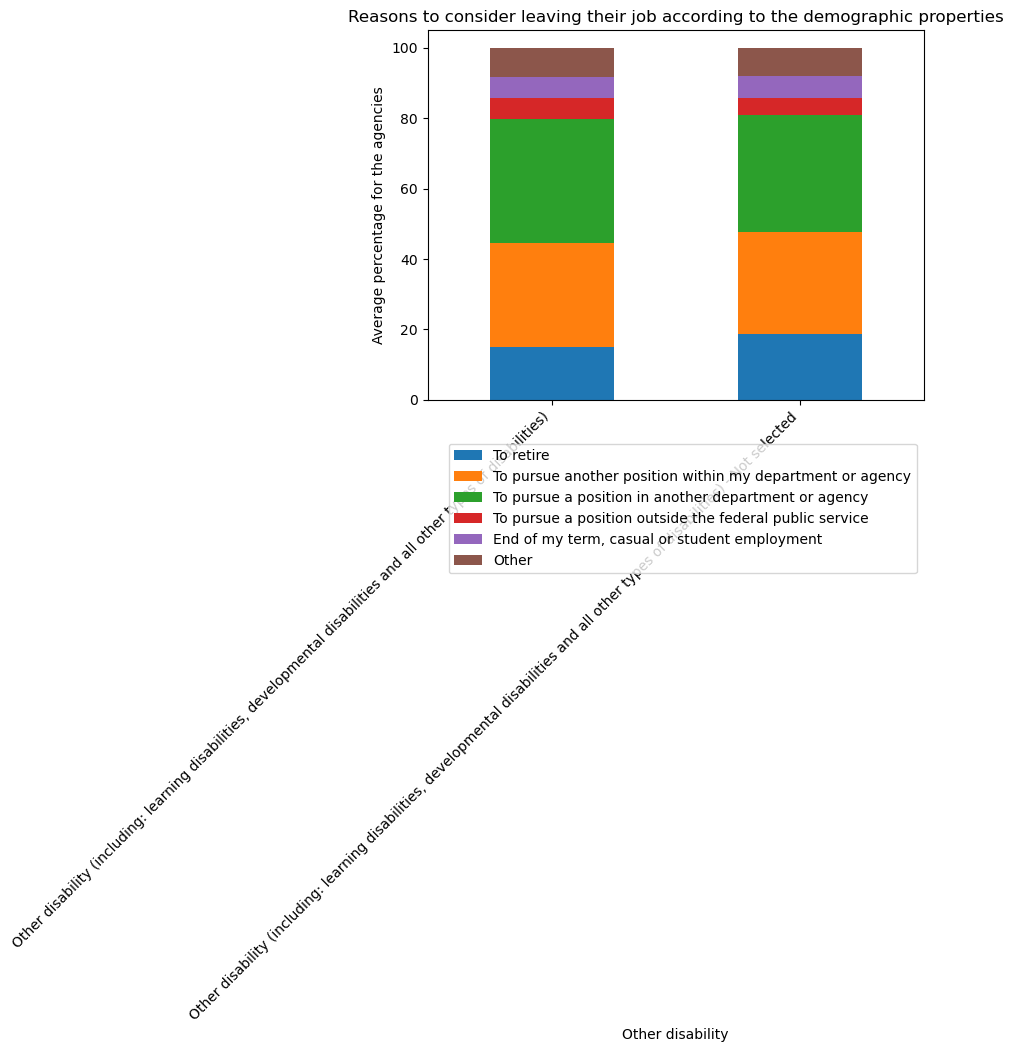 Reasons to consider leaving their job according to the demographic properties
Average percentage for the agencies
100
80
60
40
20
0
Other disability (including: learning disabilities, developmental disabilities and all other types of disabilities)
Other disability (including: learning disabilities, developmental disabilities and all other types of disabilities) - Not selected
To retire
To pursue another position within my department or agency
To pursue a position in another department or agency
To pursue a position outside the federal public service
End of my term, casual or student employment
Other
Other disability